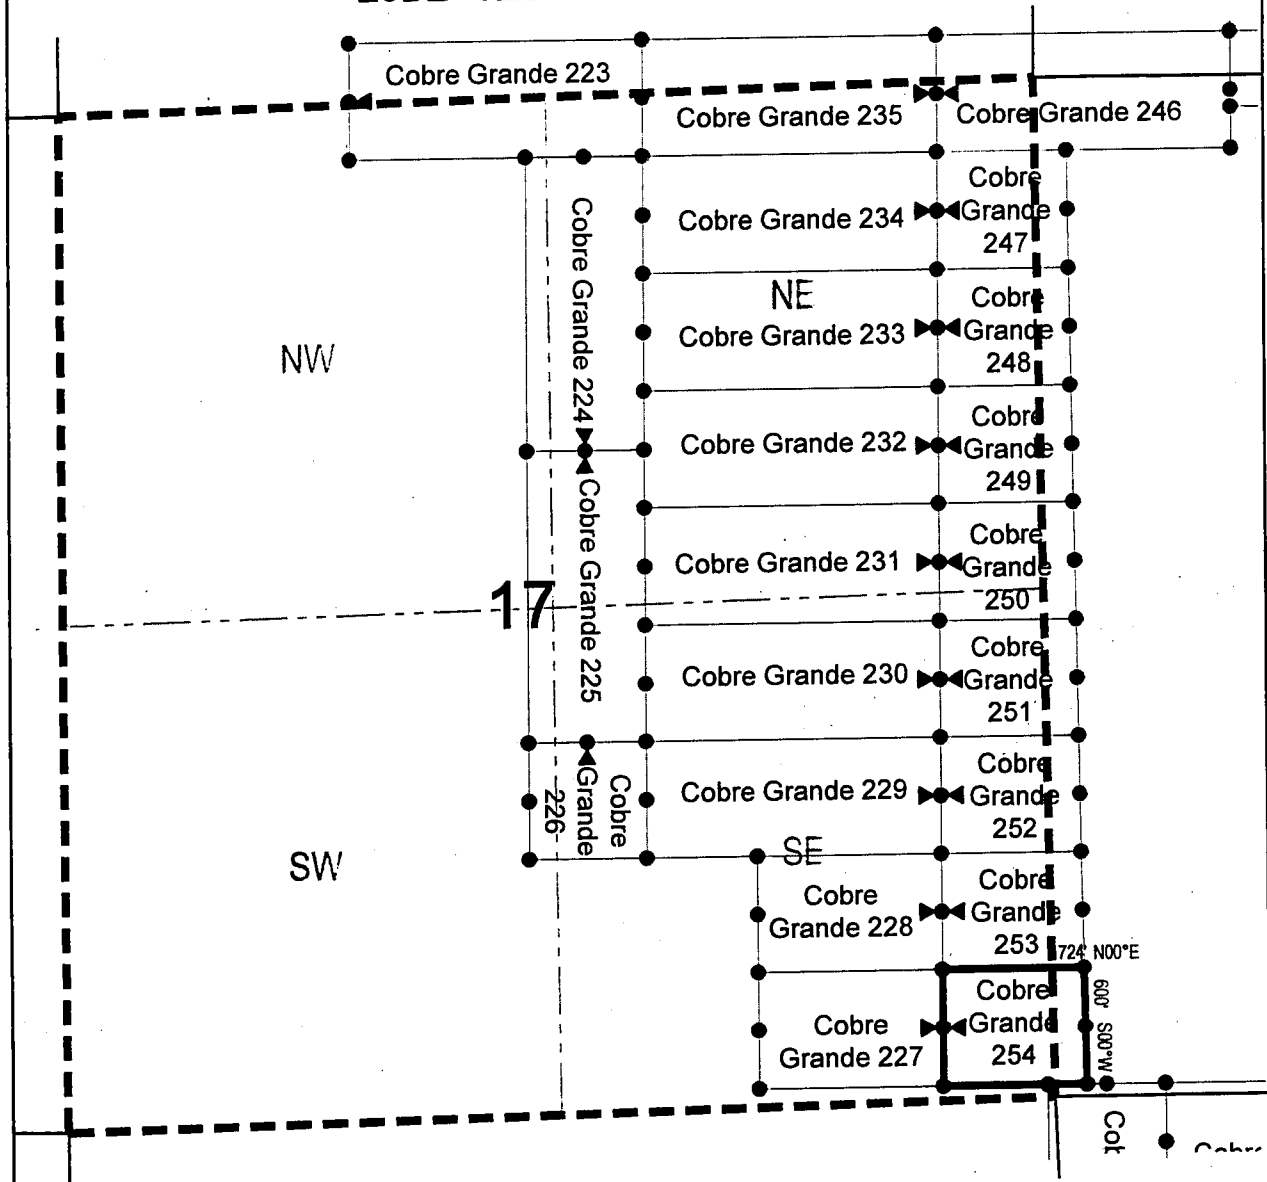 Cobre Grande 223
Cobre Grande 235
Cobre Grande 246
Cobre Grande 224
Cobre Grande 234
Cobre
Grande
247
NE
NW
Cobre Grande 233
Cobre
Grande
248
Cobre Grande 232
Cobre
Grande
249
Cobre Grande 225
Cobre Grande 231
Cobre
Grande
250
17
Cobre Grande 230
Cobre
Grande
251
Cobre
Grande
226
Cobre Grande 229
Cobre
Grande
252
SE
SW
Cobre
Grande 228
Cobre
Grande
253
724' N00°E
600' S00°W
Cobre
Grande 227
Cobre
Grande
254